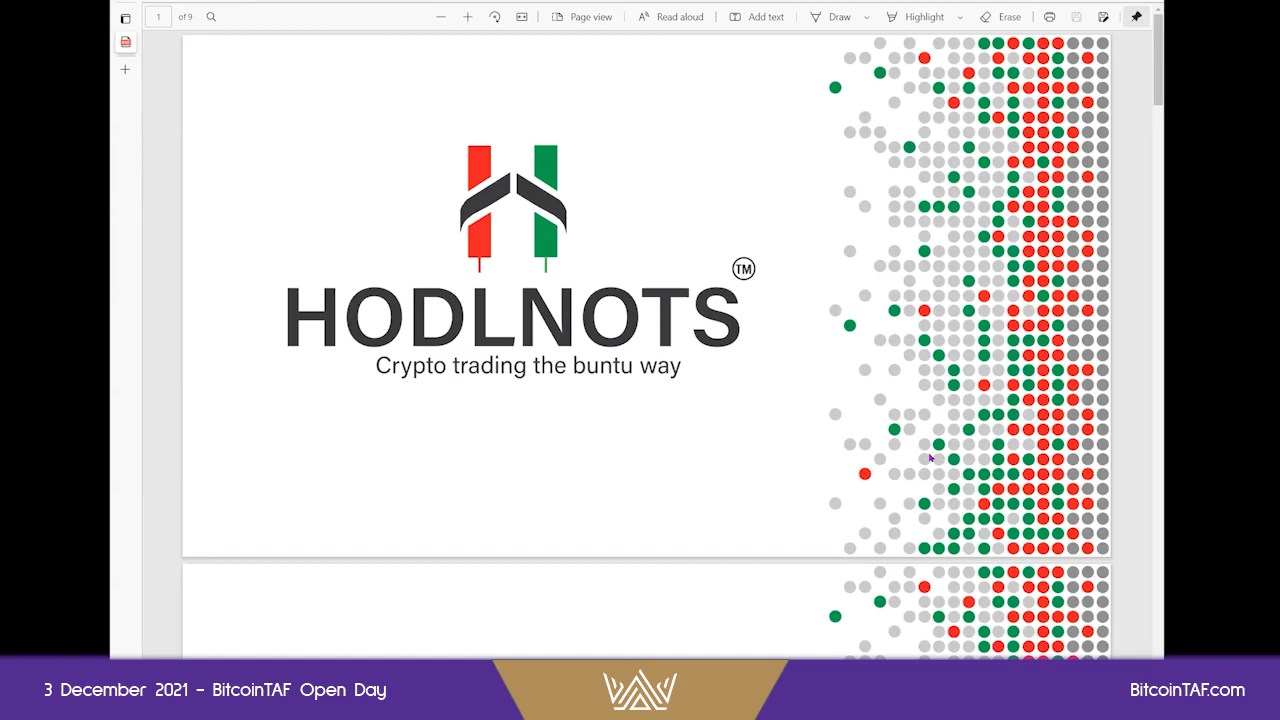 1 of 9 Page view Read aloud Add text Draw Highlight Erase
TM
HODLNOTS
Crypto trading the buntu way
3 December 2021 - BitcoinTAF Open Day
BitcoinTAF.com